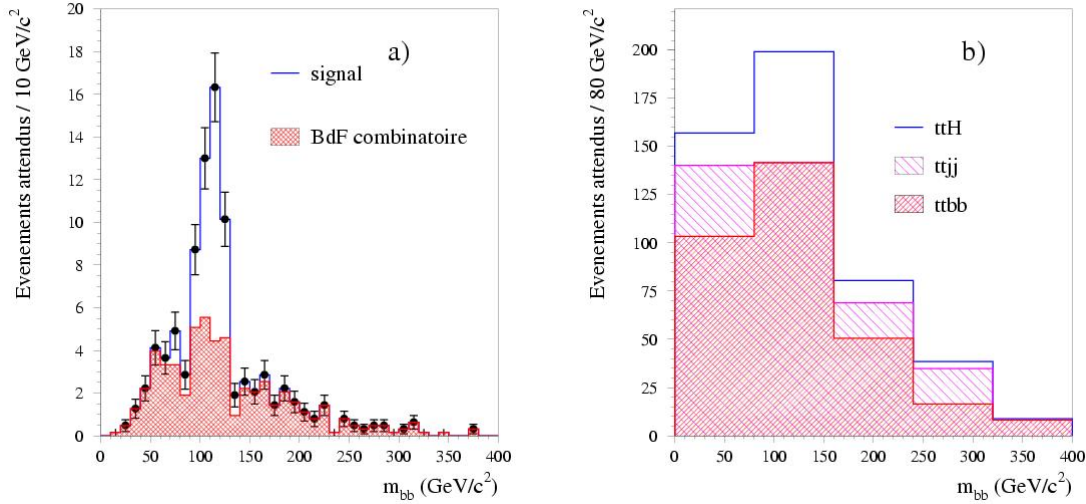 Evenements attendus / 10 GeV/c²
20
18
16
14
12
10
8
6
4
2
0
a)
signal
BdF combinatoire
0 50 100 150 200 250 300 350 400
m_bb (GeV/c²)
Evenements attendus / 80 GeV/c²
200
175
150
125
100
75
50
25
0
b)
ttH
ttjj
ttbb
0 50 100 150 200 250 300 350 400
m_bb (GeV/c²)